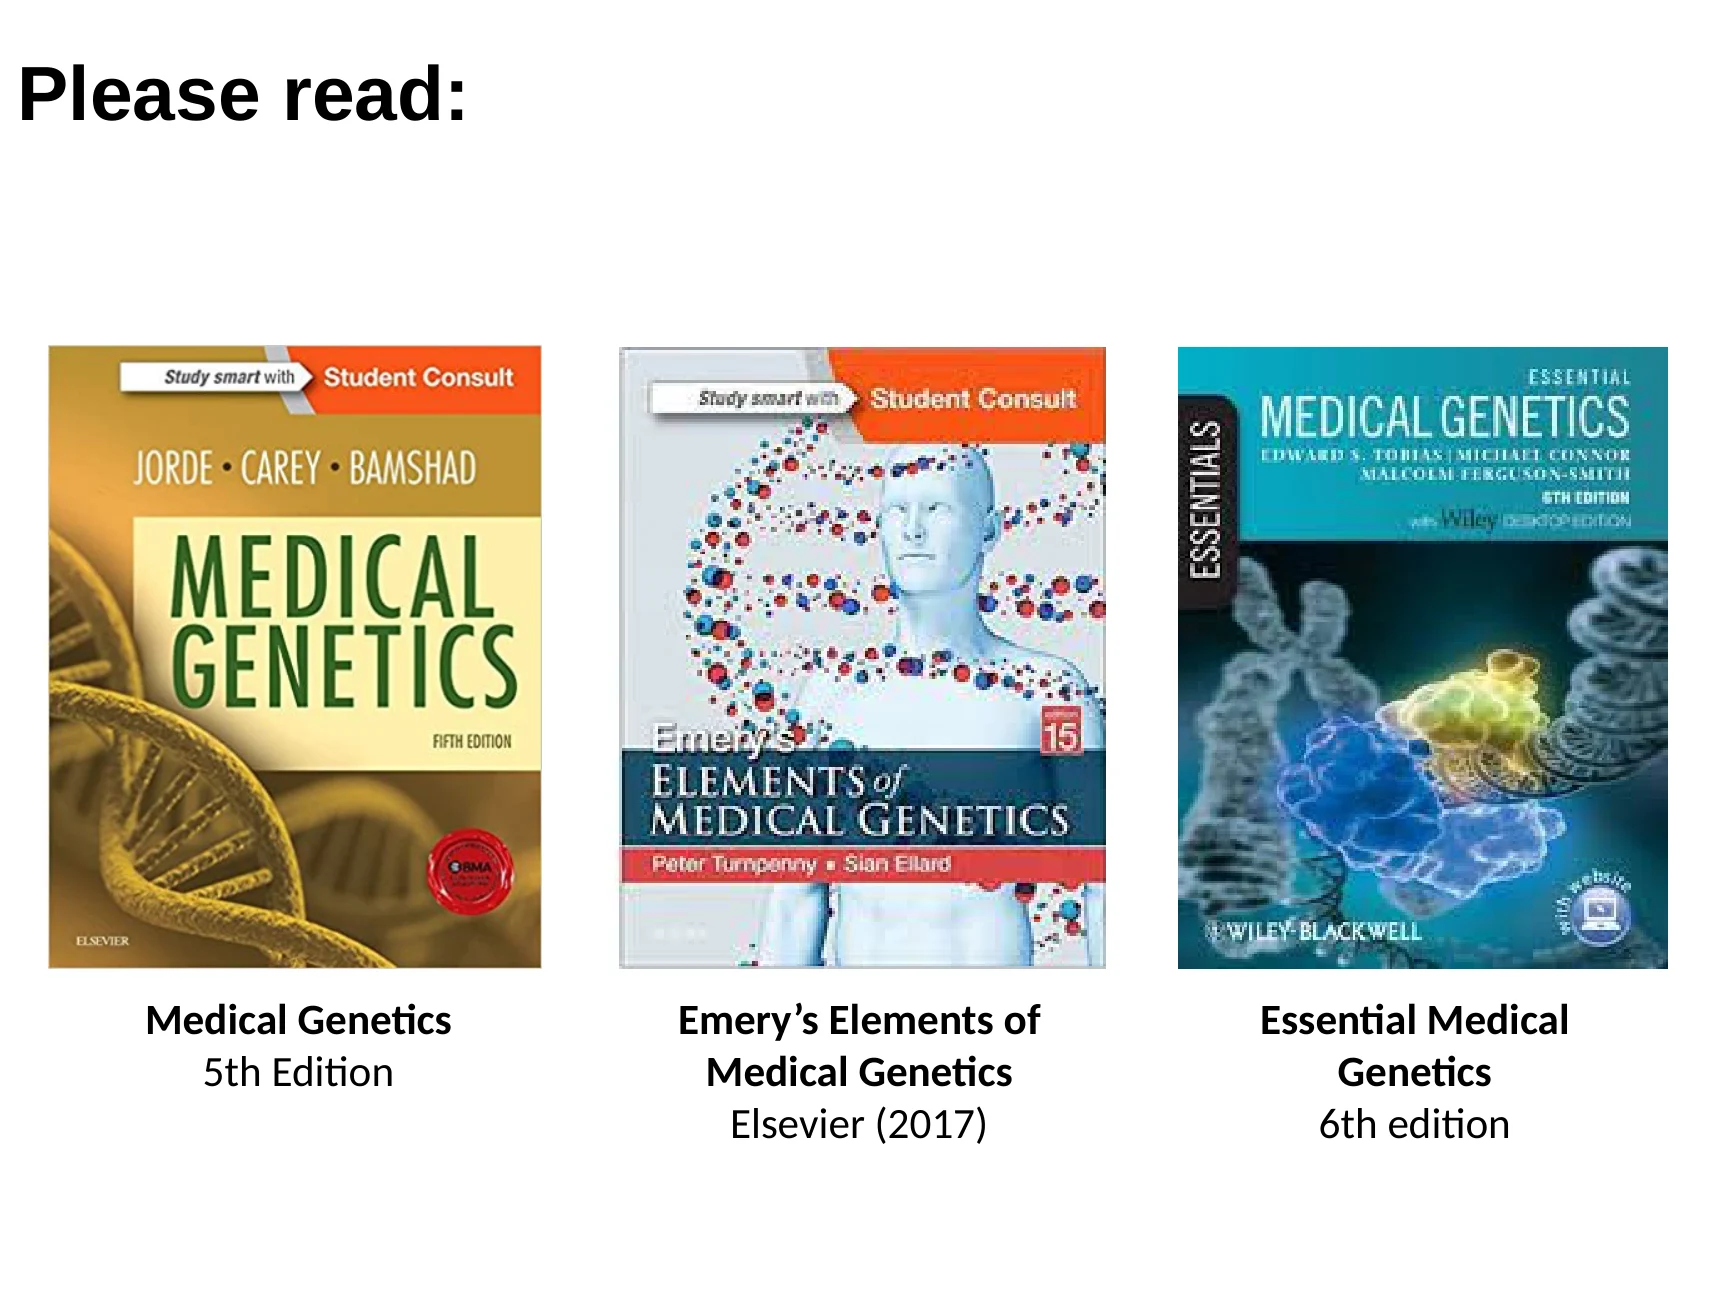 Please read:
Study smart with Student Consult
JORDE • CAREY • BAMSHAD
MEDICAL
GENETICS
FIFTH EDITION
BMA
ELSEVIER
Medical Genetics
5th Edition
Study smart with Student Consult
Emery's
15
ELEMENTS of
MEDICAL GENETICS
Peter Turnpenny ▪ Sian Ellard
Emery’s Elements of
Medical Genetics
Elsevier (2017)
ESSENTIALS
ESSENTIAL
MEDICAL GENETICS
EDWARD S. TOBIAS | MICHAEL CONNOR
MALCOLM FERGUSON-SMITH
6TH EDITION
with Wiley DESKTOP EDITION
with website
WILEY-BLACKWELL
Essential Medical
Genetics
6th edition